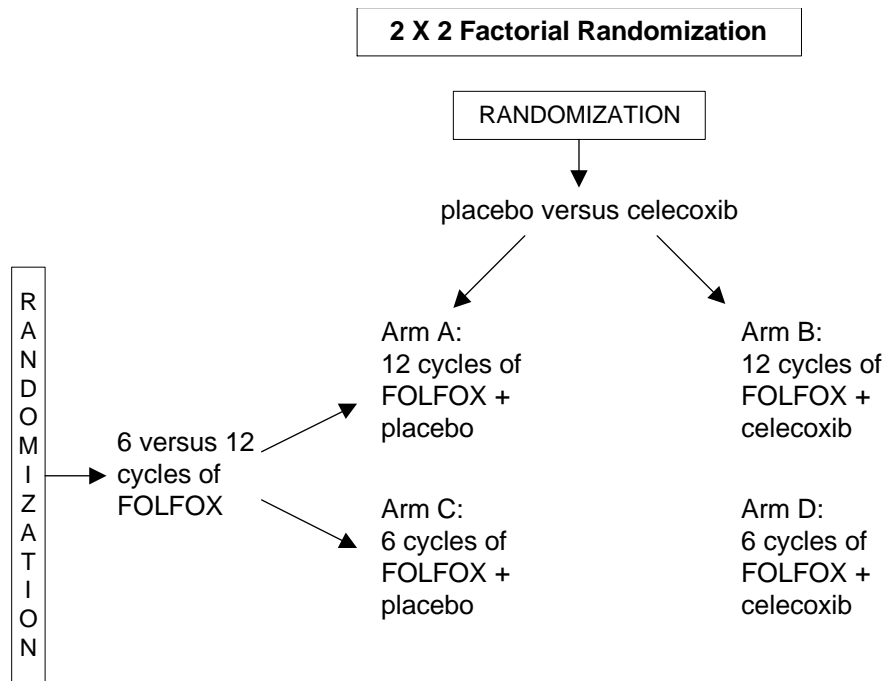 2 X 2 Factorial Randomization
RANDOMIZATION
placebo versus celecoxib
RANDOMIZATION
6 versus 12
cycles of
FOLFOX
Arm A:
12 cycles of
FOLFOX +
placebo
Arm B:
12 cycles of
FOLFOX +
celecoxib
Arm C:
6 cycles of
FOLFOX +
placebo
Arm D:
6 cycles of
FOLFOX +
celecoxib